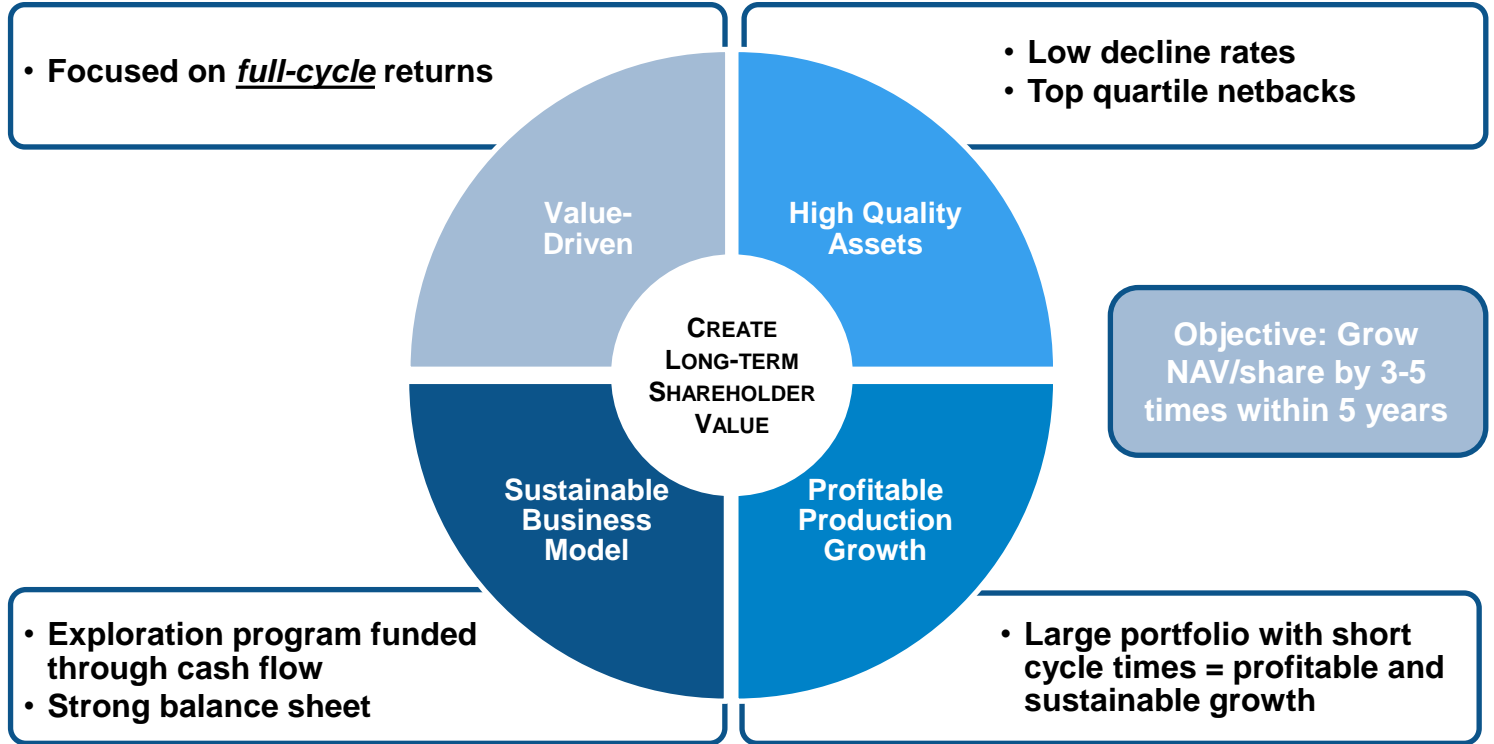 • Focused on full-cycle returns
• Low decline rates
• Top quartile netbacks
Value-
Driven
High Quality
Assets
CREATE
LONG-TERM
SHAREHOLDER
VALUE
Objective: Grow
NAV/share by 3-5
times within 5 years
Sustainable
Business
Model
Profitable
Production
Growth
• Exploration program funded
through cash flow
• Strong balance sheet
• Large portfolio with short
cycle times = profitable and
sustainable growth